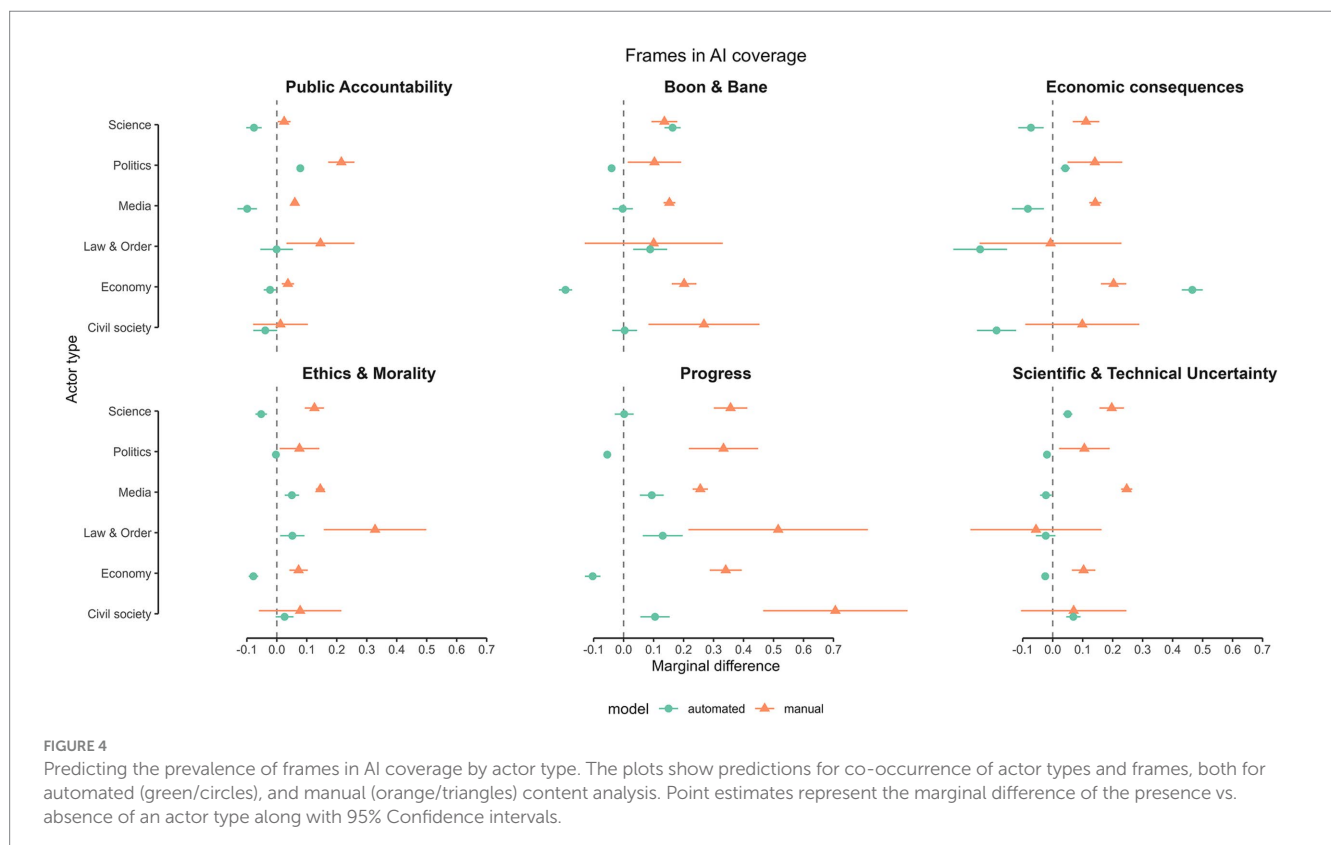 Frames in AI coverage
Public Accountability
Boon & Bane
Economic consequences
Science
Politics
Media
Law & Order
Economy
Civil society
Actor type
Ethics & Morality
Progress
Scientific & Technical Uncertainty
Science
Politics
Media
Law & Order
Economy
Civil society
-0.1 0.0 0.1 0.2 0.3 0.4 0.5 0.6 0.7
-0.1 0.0 0.1 0.2 0.3 0.4 0.5 0.6 0.7
-0.1 0.0 0.1 0.2 0.3 0.4 0.5 0.6 0.7
Marginal difference
model automated manual
FIGURE 4
Predicting the prevalence of frames in AI coverage by actor type. The plots show predictions for co-occurrence of actor types and frames, both for
automated (green/circles), and manual (orange/triangles) content analysis. Point estimates represent the marginal difference of the presence vs.
absence of an actor type along with 95% Confidence intervals.